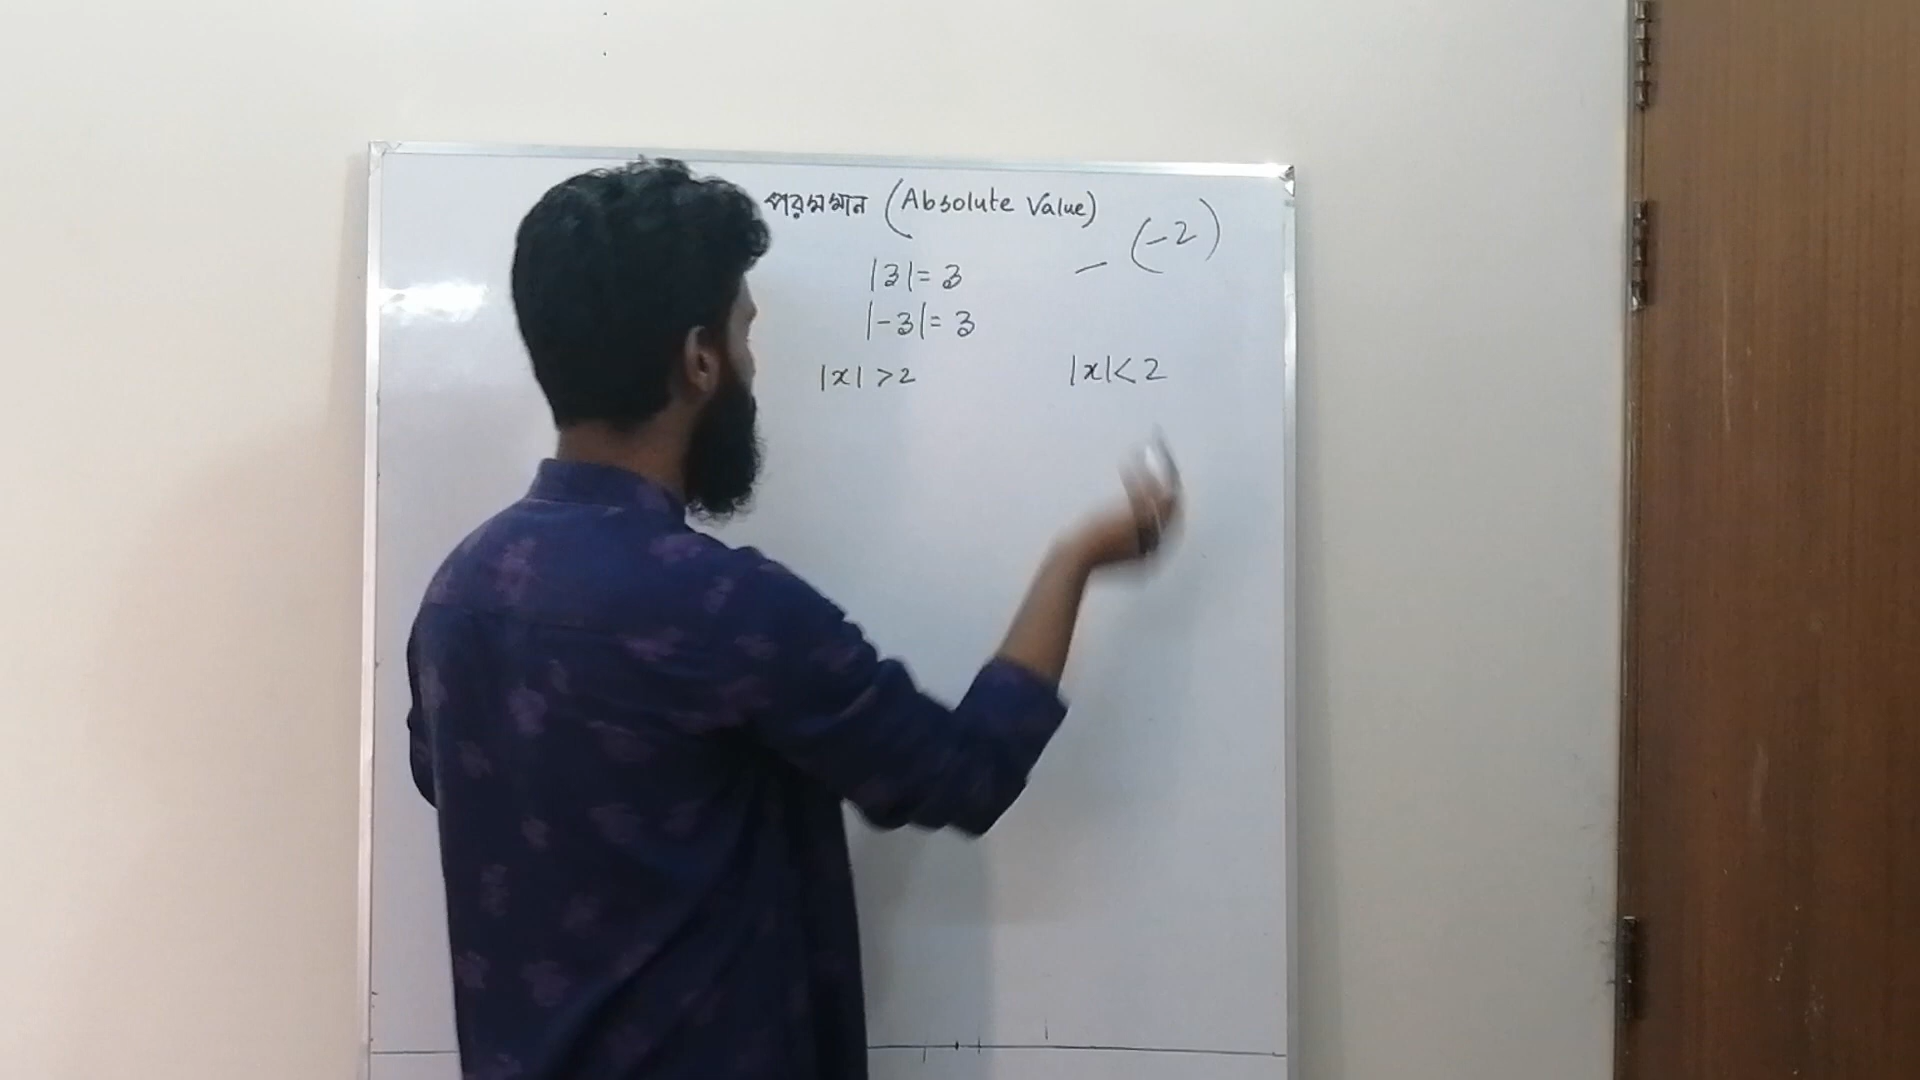 পরমমান (Absolute Value)
- (-2)
|3| = 3
|-3| = 3
|x| > 2
|x| < 2